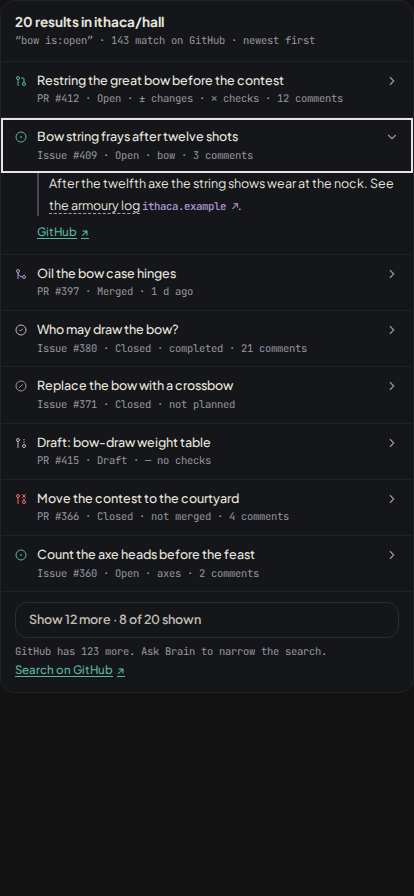 20 results in ithaca/hall
“bow is:open” · 143 match on GitHub · newest first
Restring the great bow before the contest
PR #412 · Open · ± changes · × checks · 12 comments
Bow string frays after twelve shots
Issue #409 · Open · bow · 3 comments
After the twelfth axe the string shows wear at the nock. See
the armoury log ithaca.example ↗.
GitHub ↗
Oil the bow case hinges
PR #397 · Merged · 1 d ago
Who may draw the bow?
Issue #380 · Closed · completed · 21 comments
Replace the bow with a crossbow
Issue #371 · Closed · not planned
Draft: bow-draw weight table
PR #415 · Draft · — no checks
Move the contest to the courtyard
PR #366 · Closed · not merged · 4 comments
Count the axe heads before the feast
Issue #360 · Open · axes · 2 comments
Show 12 more · 8 of 20 shown
GitHub has 123 more. Ask Brain to narrow the search.
Search on GitHub ↗